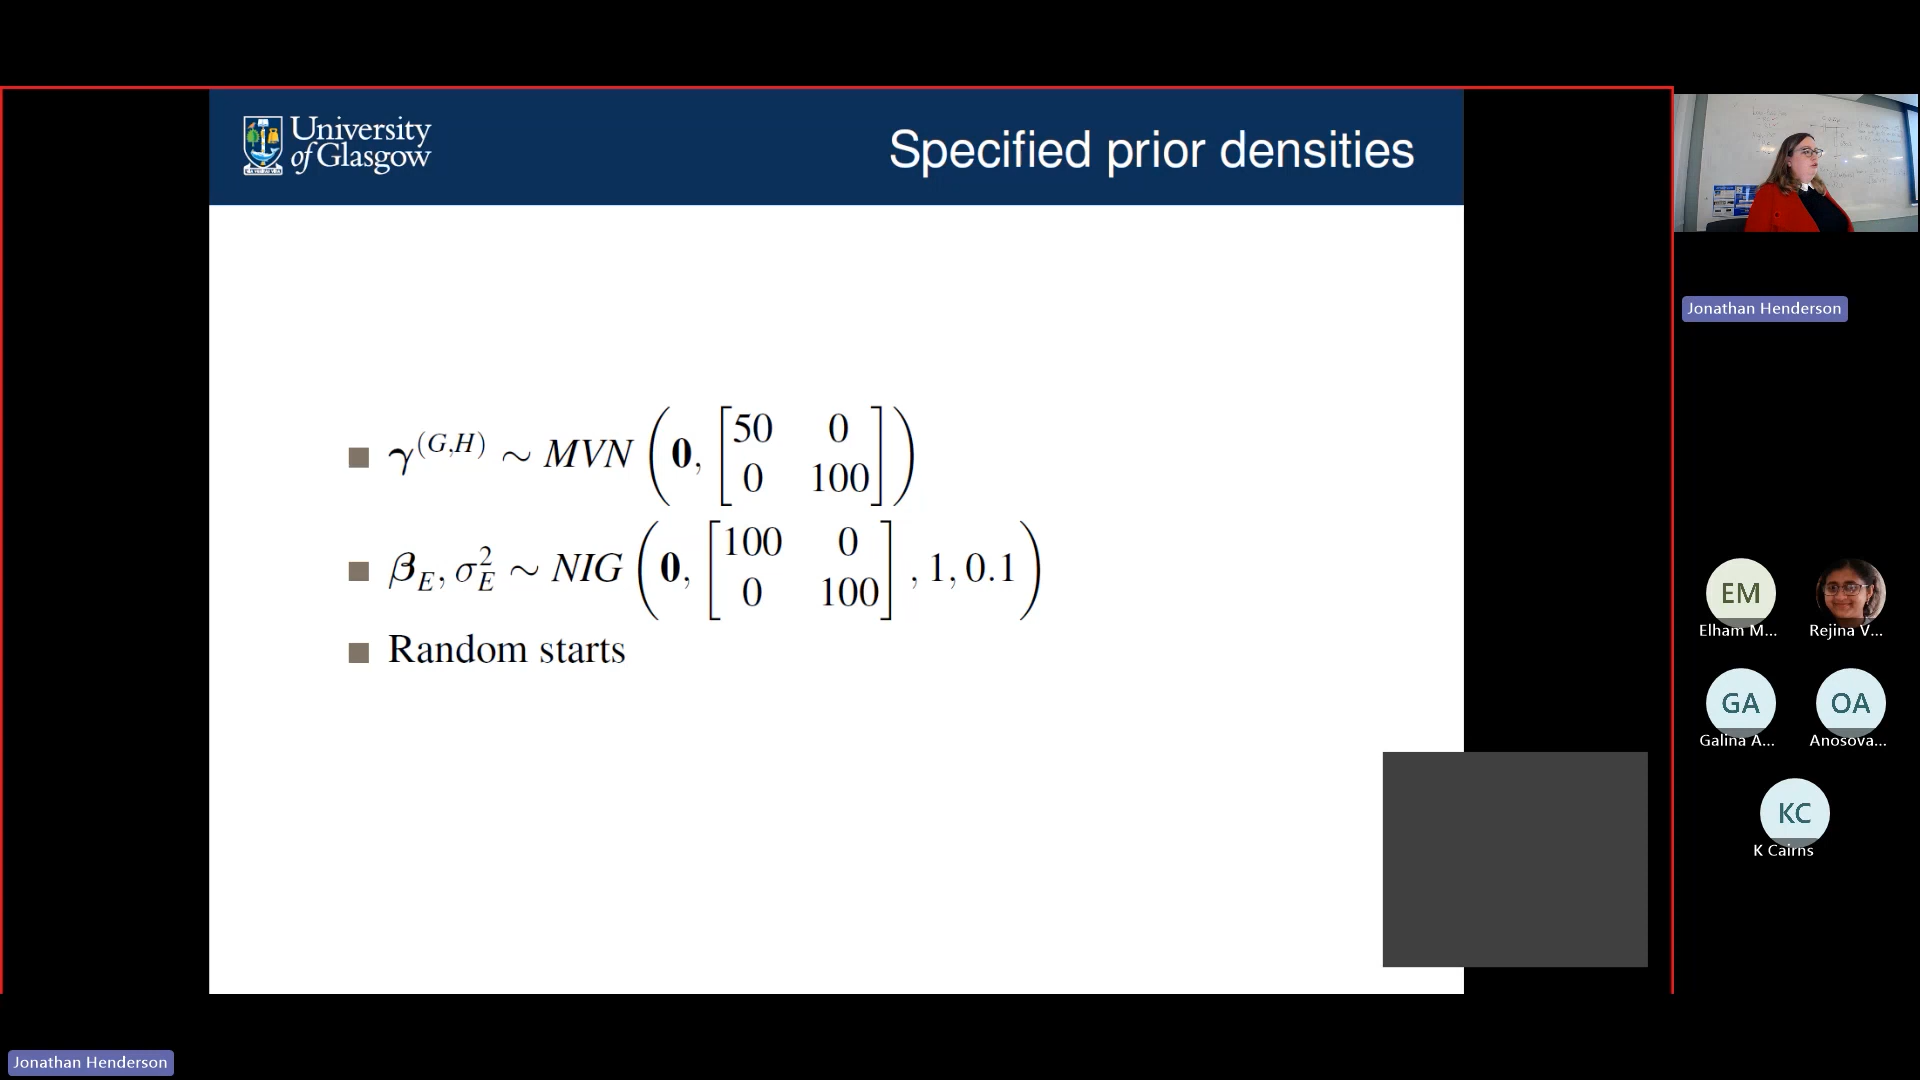 University
of Glasgow
Specified prior densities
γ^(G,H) ∼ MVN (0, [50 0; 0 100])
β_E, σ²_E ∼ NIG (0, [100 0; 0 100], 1, 0.1)
Random starts
Jonathan Henderson
EM
Elham M...
Rejina V...
GA
Galina A...
OA
Anosova...
KC
K Cairns
Jonathan Henderson